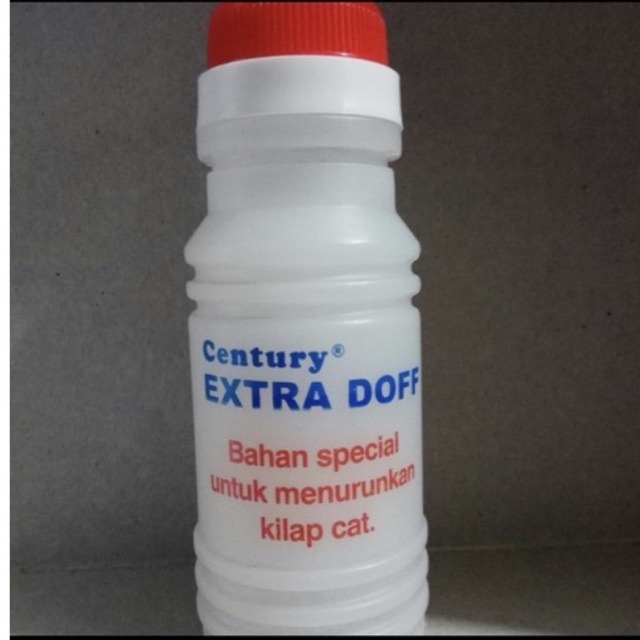 Century®
EXTRA DOFF
Bahan special
untuk menurunkan
kilap cat.